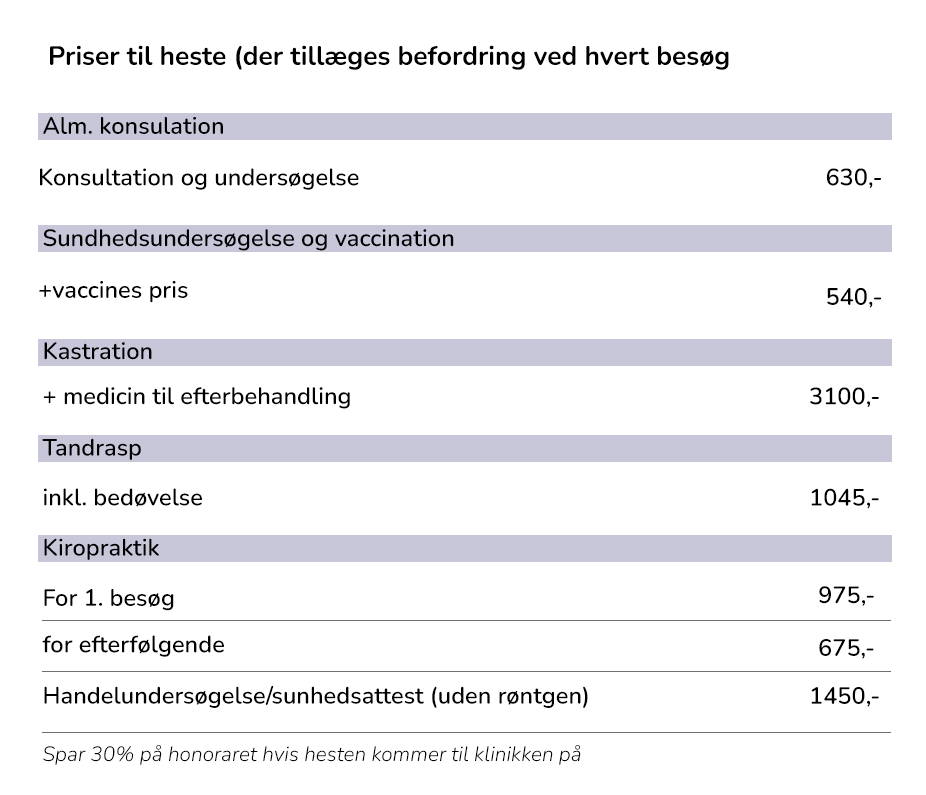 Priser til heste (der tillæges befordring ved hvert besøg
Alm. konsulation
Konsultation og undersøgelse 630,-
Sundhedsundersøgelse og vaccination
+vaccines pris 540,-
Kastration
+ medicin til efterbehandling 3100,-
Tandrasp
inkl. bedøvelse 1045,-
Kiropraktik
For 1. besøg 975,-
for efterfølgende 675,-
Handelundersøgelse/sunhedsattest (uden røntgen) 1450,-
Spar 30% på honoraret hvis hesten kommer til klinikken på